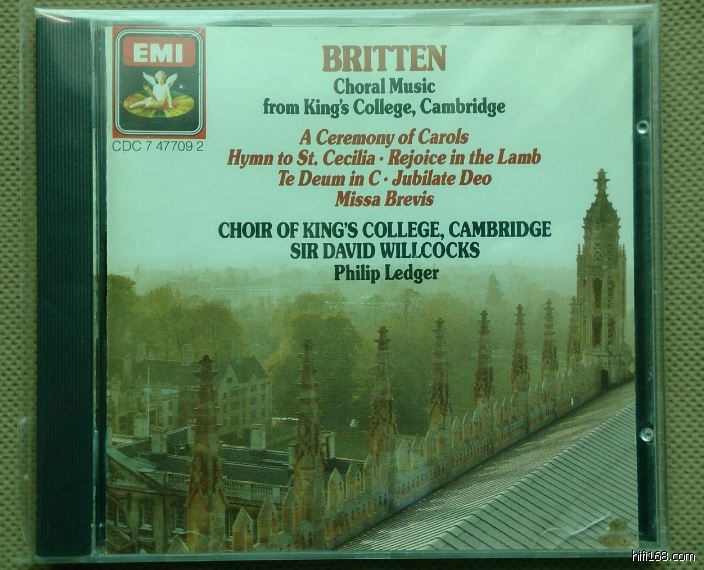 EMI
CDC 7 47709 2
BRITTEN
Choral Music
from King's College, Cambridge
A Ceremony of Carols
Hymn to St. Cecilia · Rejoice in the Lamb
Te Deum in C · Jubilate Deo
Missa Brevis
CHOIR OF KING'S COLLEGE, CAMBRIDGE
SIR DAVID WILLCOCKS
Philip Ledger
hifi168.com